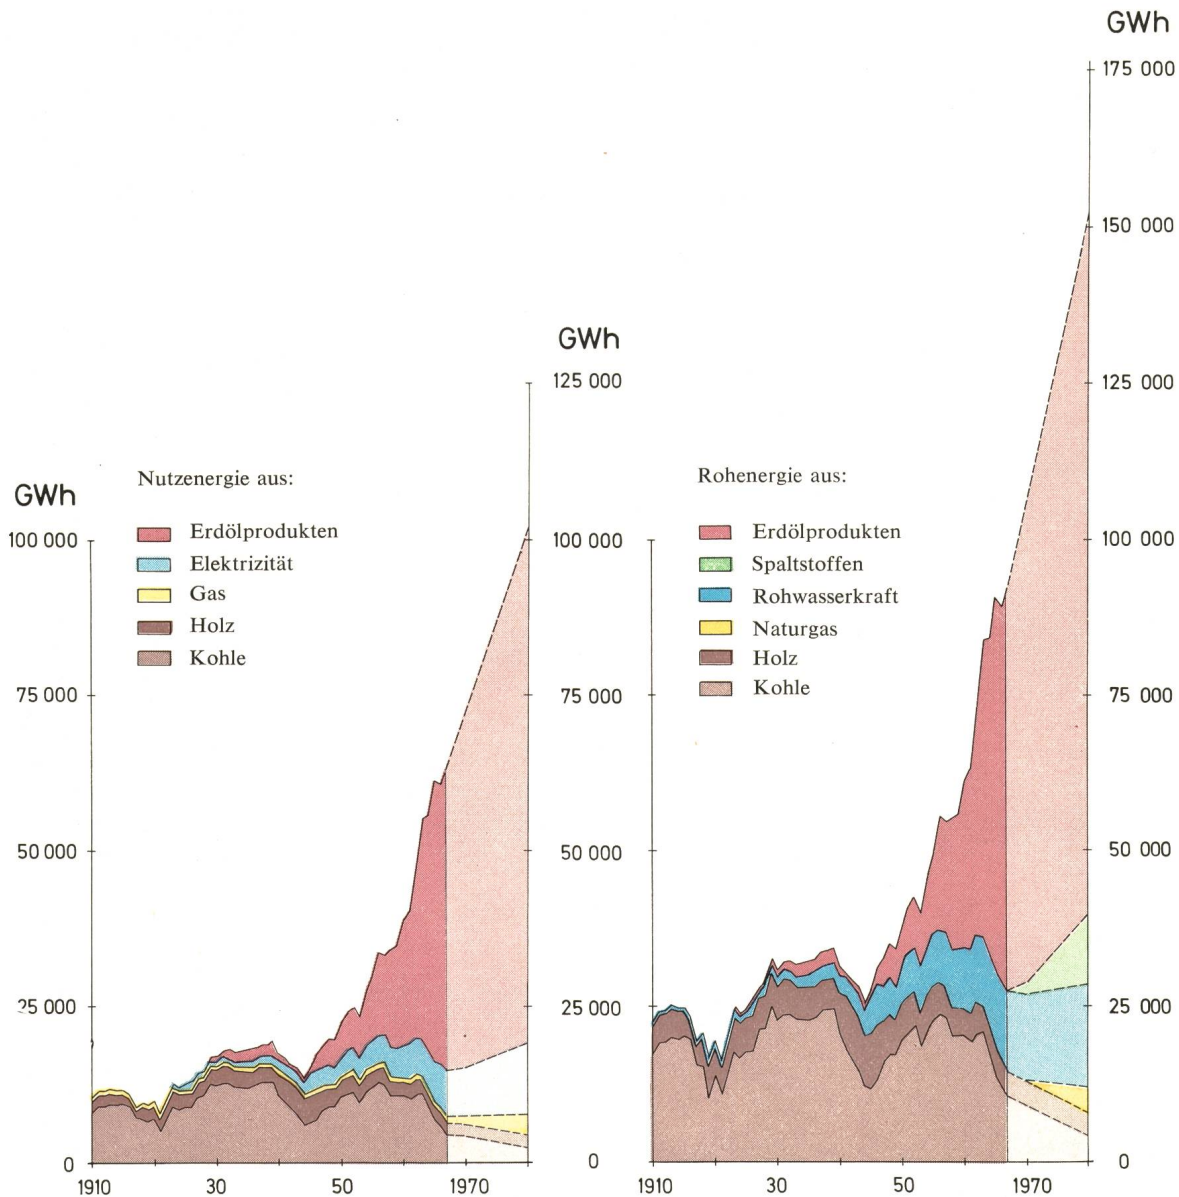 GWh
100 000
75 000
50 000
25 000
0
Nutzenergie aus:
Erdölprodukten
Elektrizität
Gas
Holz
Kohle
1910
30
50
1970
GWh
125 000
100 000
75 000
50 000
25 000
0
Rohenergie aus:
Erdölprodukten
Spaltstoffen
Rohwasserkraft
Naturgas
Holz
Kohle
1910
30
50
1970
GWh
175 000
150 000
125 000
100 000
75 000
50 000
25 000
0